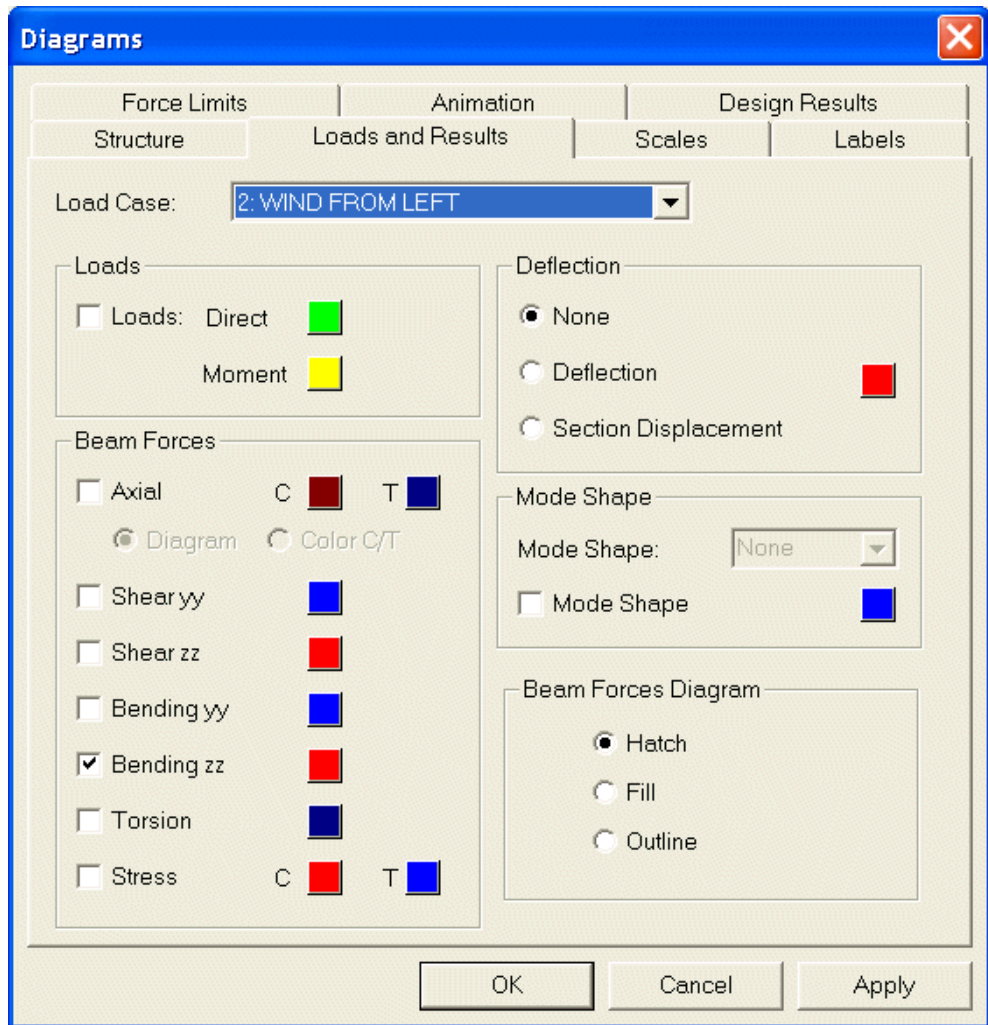 Diagrams
Force Limits
Animation
Design Results
Structure
Loads and Results
Scales
Labels
Load Case:
2: WIND FROM LEFT
Loads
Loads: Direct
Moment
Beam Forces
Axial C T
Diagram Color C/T
Shear yy
Shear zz
Bending yy
Bending zz
Torsion
Stress C T
Deflection
None
Deflection
Section Displacement
Mode Shape
Mode Shape: None
Mode Shape
Beam Forces Diagram
Hatch
Fill
Outline
OK
Cancel
Apply